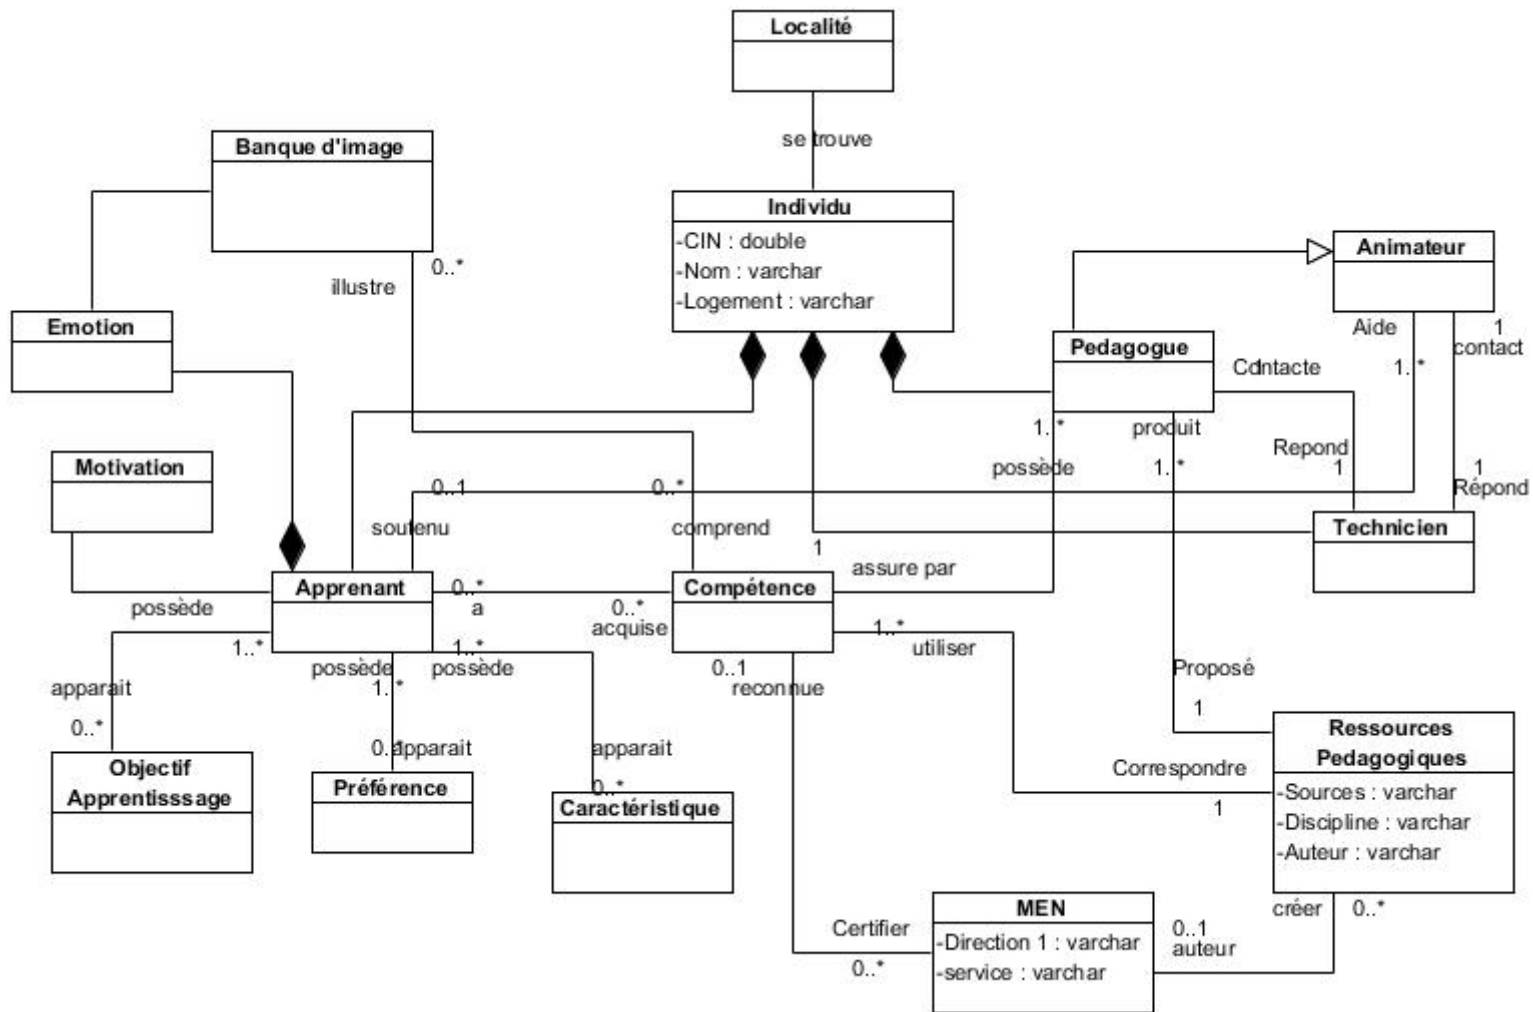 Localité
se trouve
Banque d'image
0..*
illustre
Individu
-CIN : double
-Nom : varchar
-Logement : varchar
Animateur
Aide
1
contact
1..*
Emotion
Pedagogue
Contacte
1..*
produit
possède
1..*
Repond
1
1
Répond
Motivation
0..1
0..*
soutenu
comprend
1
Technicien
assure par
Apprenant
0..*
a
0..*
acquise
Compétence
possède
1..*
possède
1..*
1..*
possède
0..1
reconnue
1..*
utiliser
Proposé
1
apparait
0..*
0..*
apparait
apparait
0..*
Correspondre
1
Objectif
Apprentisssage
Préférence
Caractéristique
Ressources
Pedagogiques
-Sources : varchar
-Discipline : varchar
-Auteur : varchar
créer
0..*
Certifier
0..*
MEN
-Direction 1 : varchar
-service : varchar
0..1
auteur